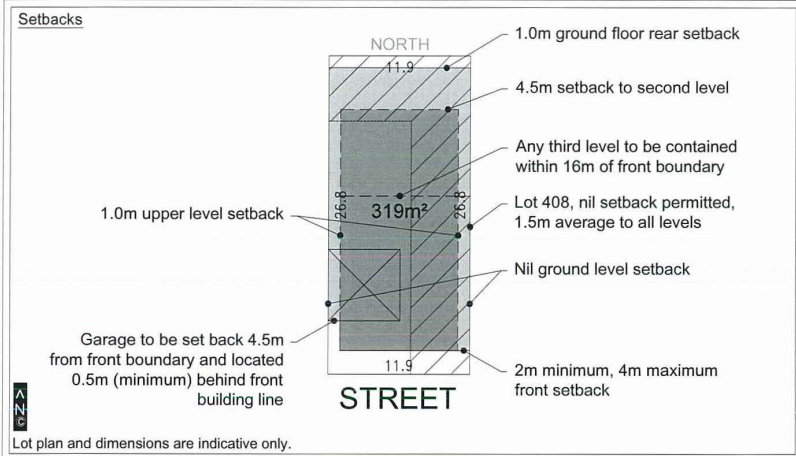 Setbacks
NORTH
11.9
1.0m ground floor rear setback
4.5m setback to second level
Any third level to be contained
within 16m of front boundary
26.8
319m²
26.8
Lot 408, nil setback permitted,
1.5m average to all levels
1.0m upper level setback
Nil ground level setback
Garage to be set back 4.5m
from front boundary and located
0.5m (minimum) behind front
building line
11.9
2m minimum, 4m maximum
front setback
STREET
N
©
Lot plan and dimensions are indicative only.